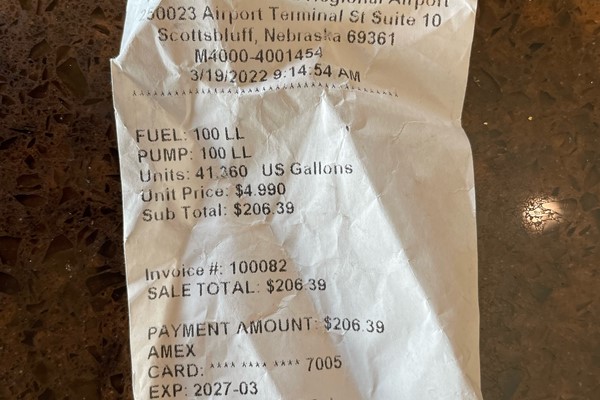 Regional Airport
250023 Airport Terminal St Suite 10
Scottsbluff, Nebraska 69361
M4000-4001454
3/19/2022 9:14:54 AM
FUEL: 100 LL
PUMP: 100 LL
Units: 41.360 US Gallons
Unit Price: $4.990
Sub Total: $206.39
Invoice #: 100082
SALE TOTAL: $206.39
PAYMENT AMOUNT: $206.39
AMEX
CARD: **** **** **** 7005
EXP: 2027-03